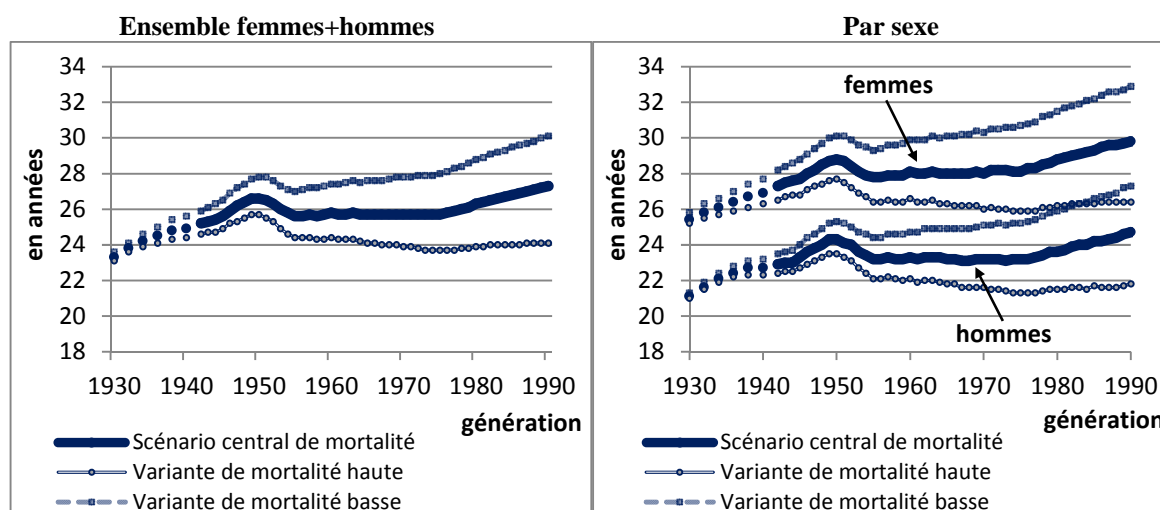 Ensemble femmes+hommes
en années
34
32
30
28
26
24
22
20
18
1930 1940 1950 1960 1970 1980 1990
génération
Scénario central de mortalité
Variante de mortalité haute
Variante de mortalité basse
Par sexe
en années
34
32
30
28
26
24
22
20
18
femmes
hommes
1930 1940 1950 1960 1970 1980 1990
génération
Scénario central de mortalité
Variante de mortalité haute
Variante de mortalité basse